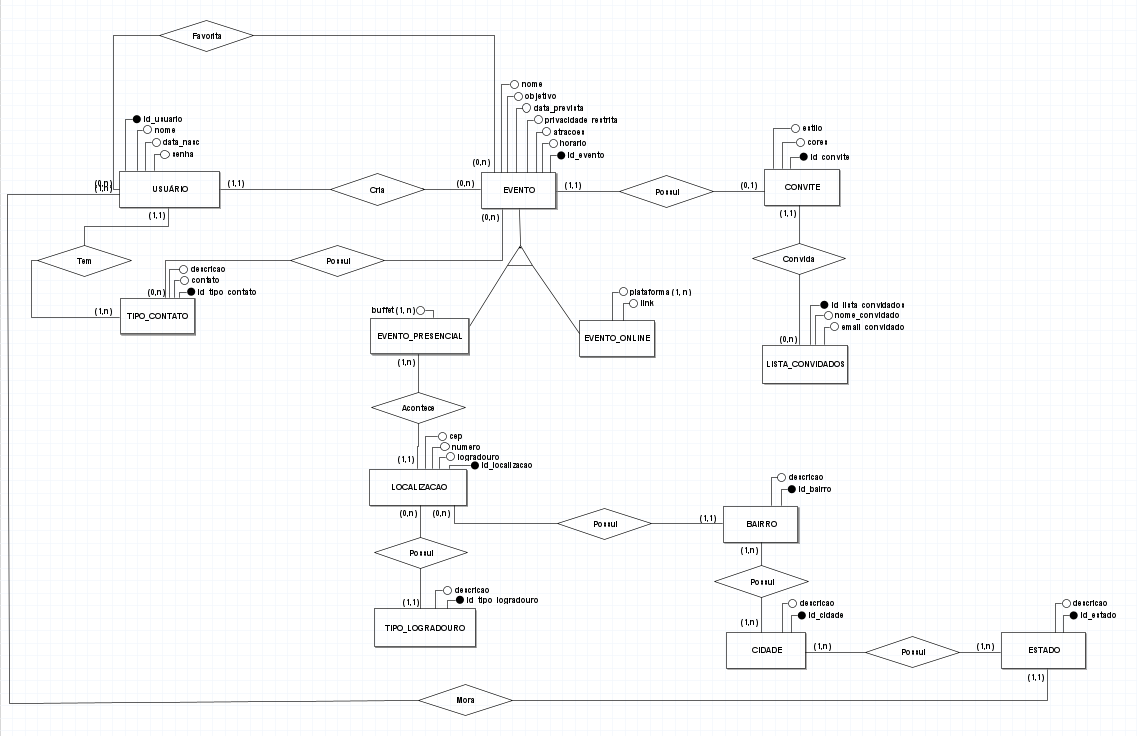 Favorita
nome
objetivo
data_prevista
privacidade restrita
atracoes
horario
id_evento
(0,n)
id_usuario
nome
data_nasc
senha
estilo
cores
id convite
(0,n)
(1,n)
USUÁRIO
(1,1)
Cria
(0,n)
EVENTO
(1,1)
Possui
(0,1)
CONVITE
(1,1)
(0,n)
(1,1)
Tem
Possui
Convida
descricao
contato
id tipo contato
(0,n)
(1,n)
TIPO_CONTATO
buffet (1, n)
EVENTO_PRESENCIAL
(1,n)
plataforma (1, n)
link
EVENTO_ONLINE
id lista convidados
nome_convidado
email convidado
(0,n)
LISTA_CONVIDADOS
Acontece
cep
numero
logradouro
id_localizacao
(1,1)
LOCALIZACAO
(0,n)
(0,n)
Possui
(1,1)
descricao
id_bairro
BAIRRO
(1,n)
Possui
Possui
descricao
id tipo logradouro
(1,1)
TIPO_LOGRADOURO
descricao
id_cidade
(1,n)
CIDADE
(1,n)
Possui
(1,n)
descricao
id_estado
ESTADO
(1,1)
Mora